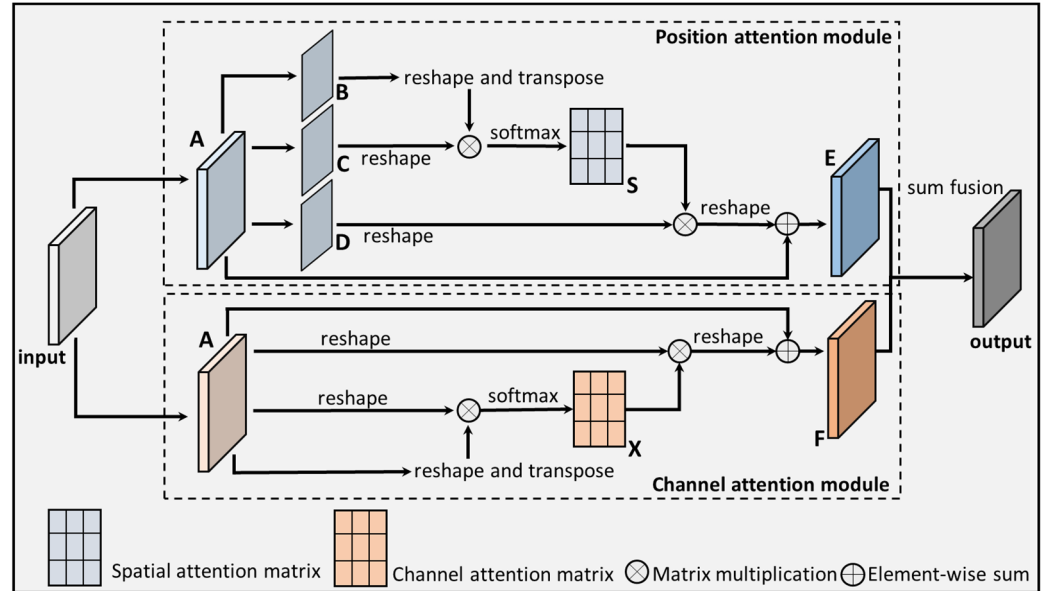 Position attention module
B
reshape and transpose
A
C
reshape
softmax
S
E
D
reshape
reshape
sum fusion
input
output
A
reshape
reshape
reshape
softmax
X
F
reshape and transpose
Channel attention module
Spatial attention matrix
Channel attention matrix
Matrix multiplication
Element-wise sum